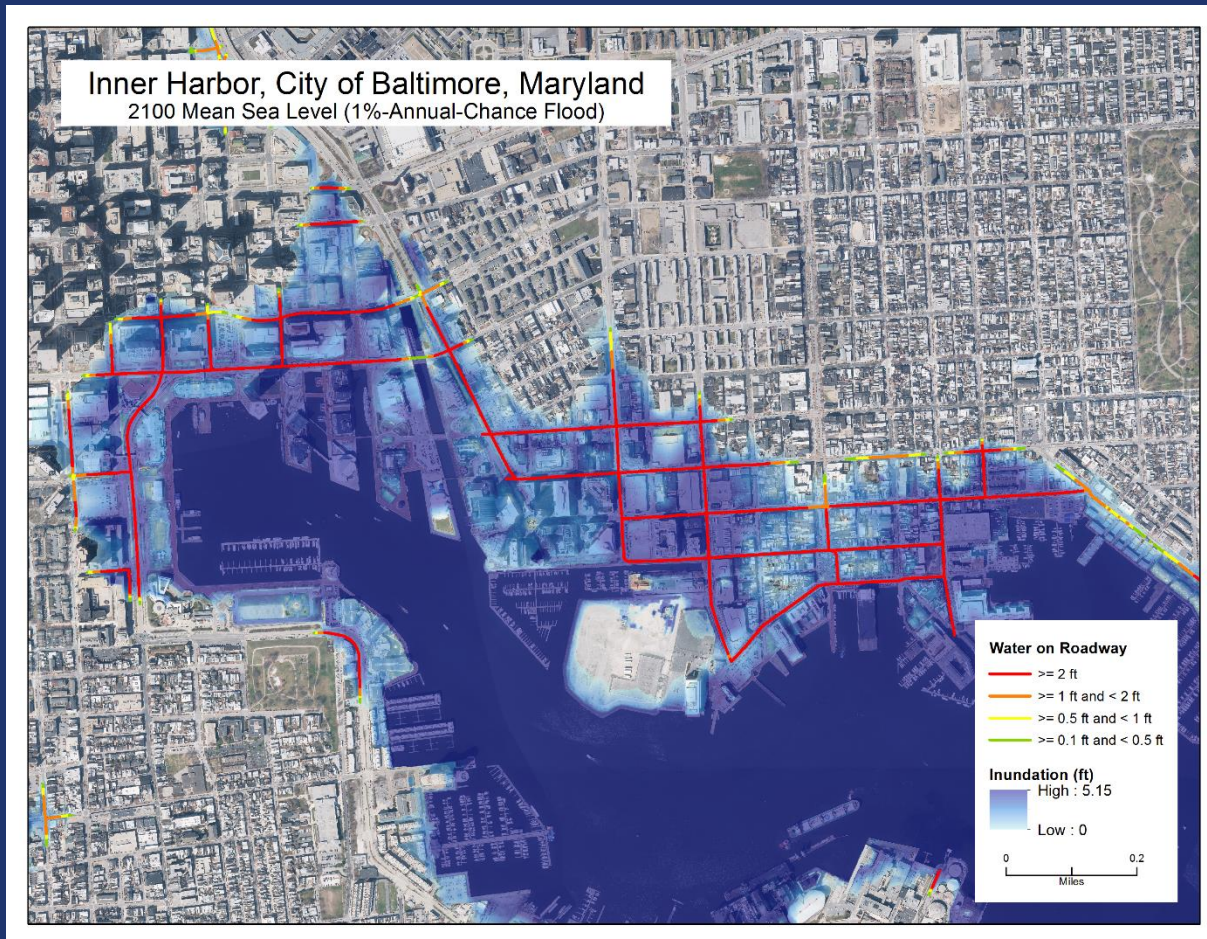 Inner Harbor, City of Baltimore, Maryland
2100 Mean Sea Level (1%-Annual-Chance Flood)
Water on Roadway
>= 2 ft
>= 1 ft and < 2 ft
>= 0.5 ft and < 1 ft
>= 0.1 ft and < 0.5 ft
Inundation (ft)
High : 5.15
Low : 0
0 0.2
Miles